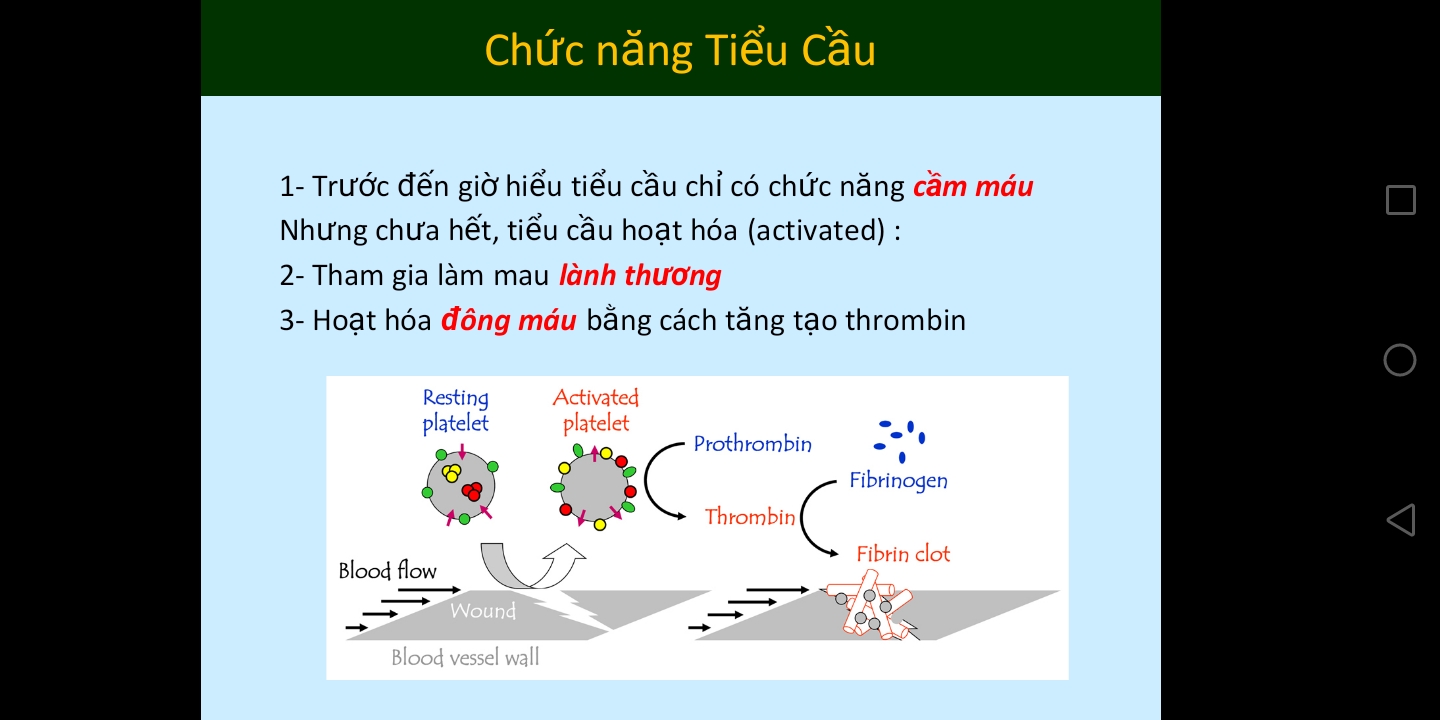 Chức năng Tiểu Cầu
1- Trước đến giờ hiểu tiểu cầu chỉ có chức năng cầm máu
Nhưng chưa hết, tiểu cầu hoạt hóa (activated) :
2- Tham gia làm mau lành thương
3- Hoạt hóa đông máu bằng cách tăng tạo thrombin
Resting
platelet
Activated
platelet
Prothrombin
Thrombin
Fibrinogen
Fibrin clot
Blood flow
Wound
Blood vessel wall